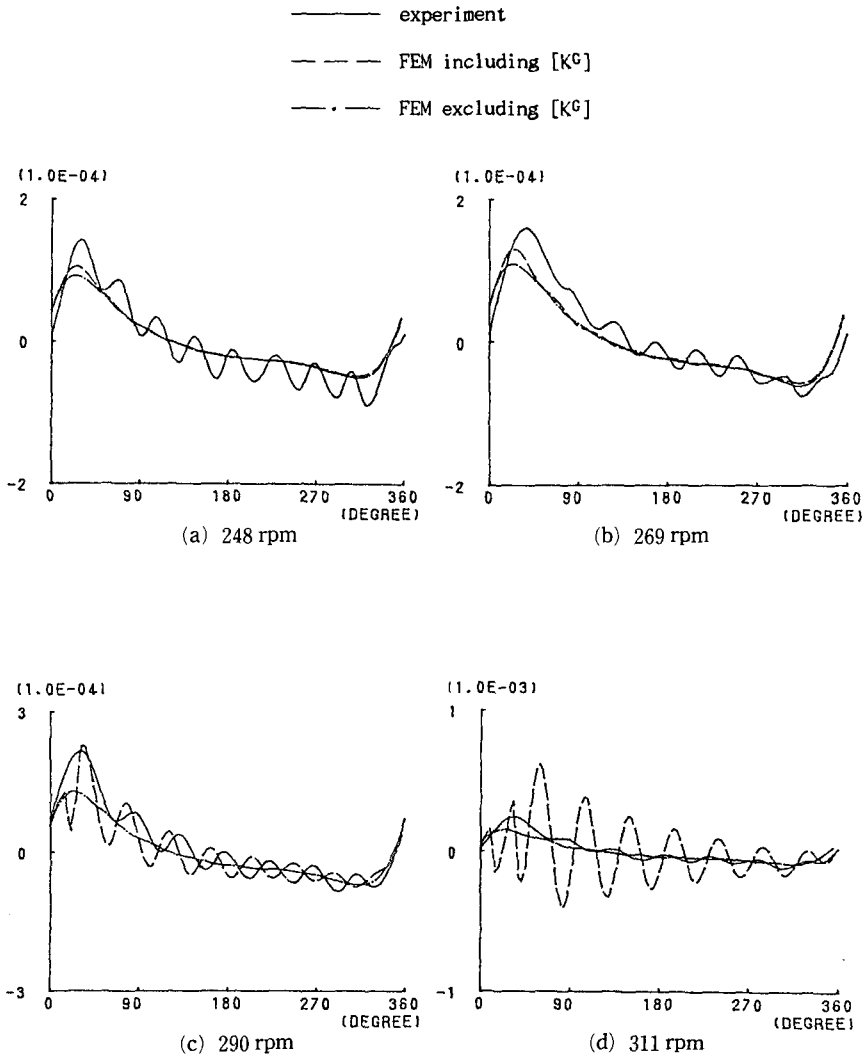 experiment
FEM including [Kᴳ]
FEM excluding [Kᴳ]
(1.0E-04)
2
0
-2
0 90 180 270 360
(DEGREE)
(a) 248 rpm
(1.0E-04)
2
0
-2
0 90 180 270 360
(DEGREE)
(b) 269 rpm
(1.0E-04)
3
0
-3
0 90 180 270 360
(DEGREE)
(c) 290 rpm
(1.0E-03)
1
0
-1
0 90 180 270 360
(DEGREE)
(d) 311 rpm